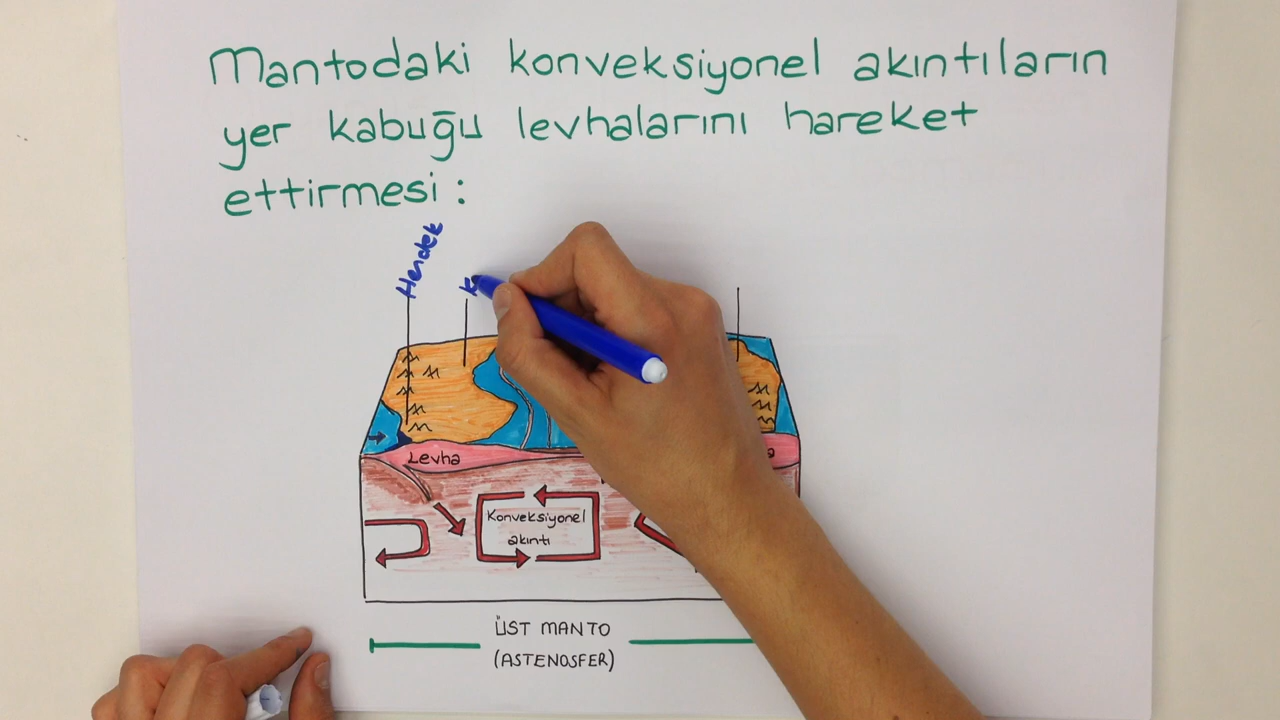 Mantodaki konveksiyonel akıntıların
yer kabuğu levhalarını hareket
ettirmesi :
Hendek
K
Levha
Konveksiyonel
akıntı
ÜST MANTO
(ASTENOSFER)